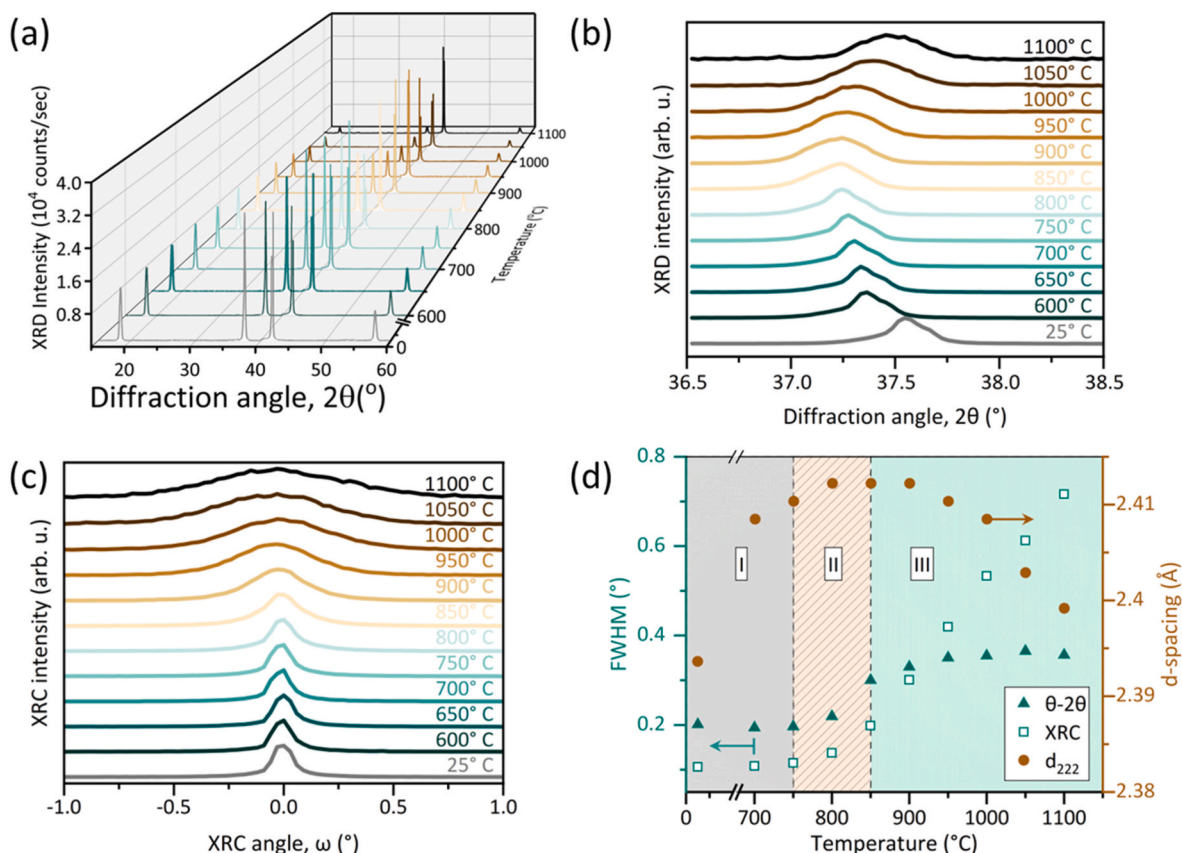 (a)
XRD Intensity (10⁴ counts/sec)
4.0
3.2
2.4
1.6
0.8
20
30
40
50
60
Diffraction angle, 2θ(°)
0
600
700
800
900
1000
1100
Temperature (°C)
(b)
XRD intensity (arb. u.)
1100° C
1050° C
1000° C
950° C
900° C
850° C
800° C
750° C
700° C
650° C
600° C
25° C
36.5
37.0
37.5
38.0
38.5
Diffraction angle, 2θ (°)
(c)
XRC intensity (arb. u.)
1100° C
1050° C
1000° C
950° C
900° C
850° C
800° C
750° C
700° C
650° C
600° C
25° C
-1.0
-0.5
0.0
0.5
1.0
XRC angle, ω (°)
(d)
FWHM (°)
0.8
0.6
0.4
0.2
I
II
III
θ-2θ
XRC
d₂₂₂
2.41
2.4
2.39
2.38
d-spacing (Å)
0
700
800
900
1000
1100
Temperature (°C)